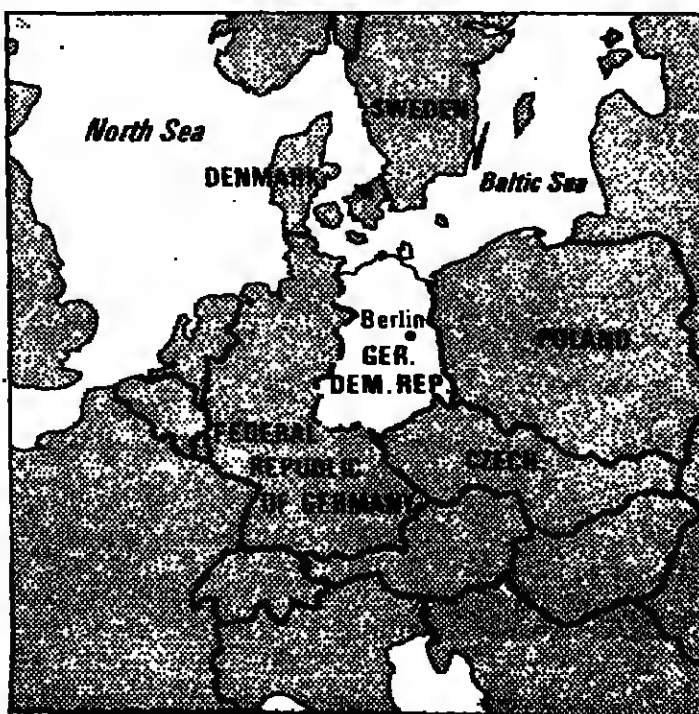 SWEDEN
North Sea
DENMARK
Baltic Sea
Berlin
POLAND
GER.
DEM. REP.
FEDERAL
REPUBLIC
OF GERMANY
CZECH.